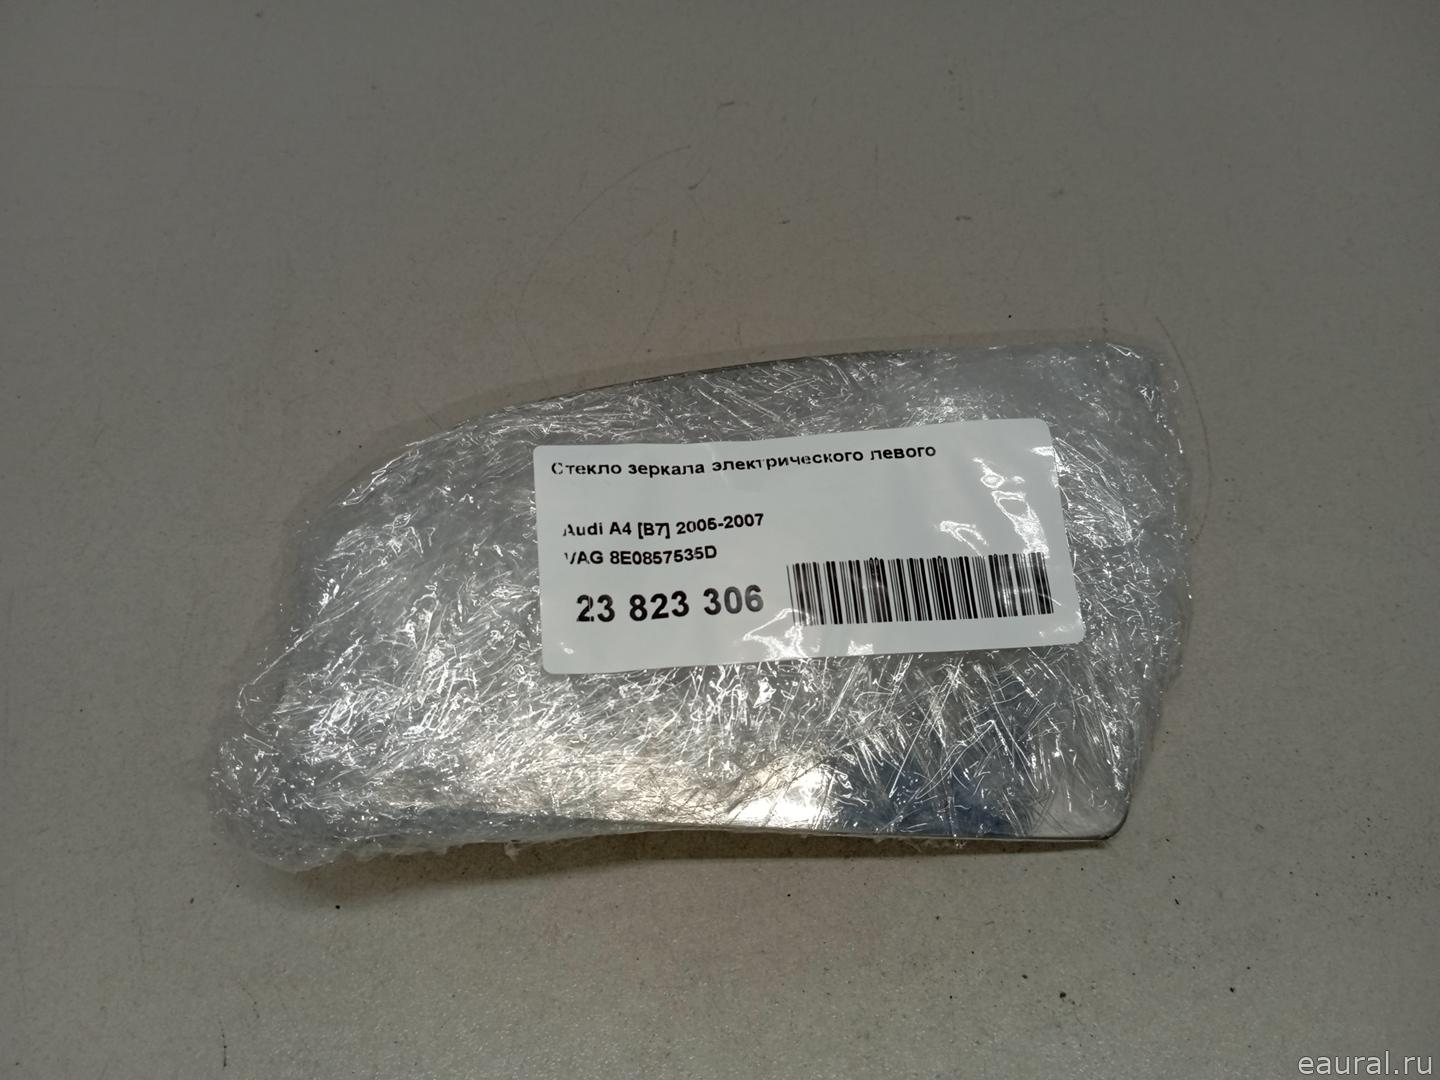 Стекло зеркала электрического левого
Audi A4 [B7] 2005-2007
VAG 8E0857535D
23 823 306
eaural.ru